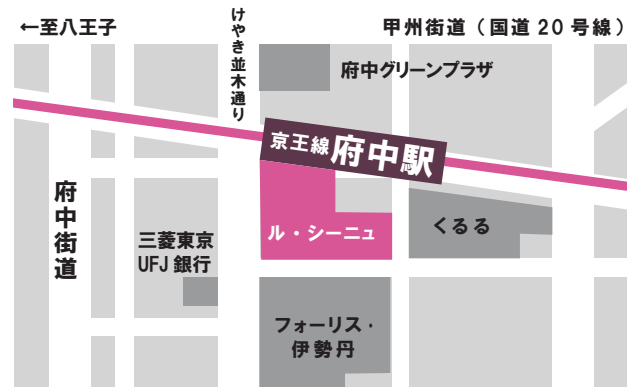 ←至八王子
けやき並木通り
甲州街道（国道20号線）
府中グリーンプラザ
京王線府中駅
府中街道
三菱東京
UFJ銀行
ル・シーニュ
くるる
フォーリス・
伊勢丹